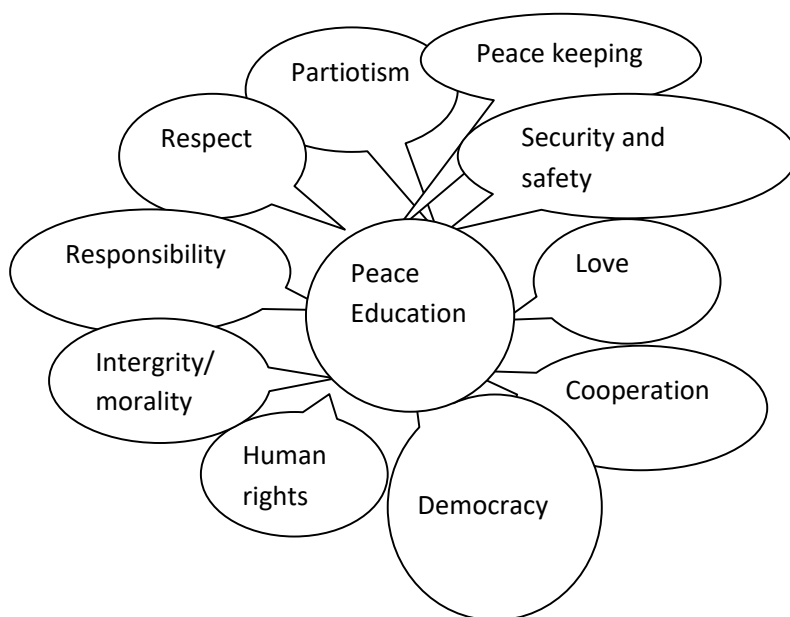 Partiotism
Peace keeping
Respect
Security and
safety
Responsibility
Peace
Education
Love
Intergrity/
morality
Cooperation
Human
rights
Democracy